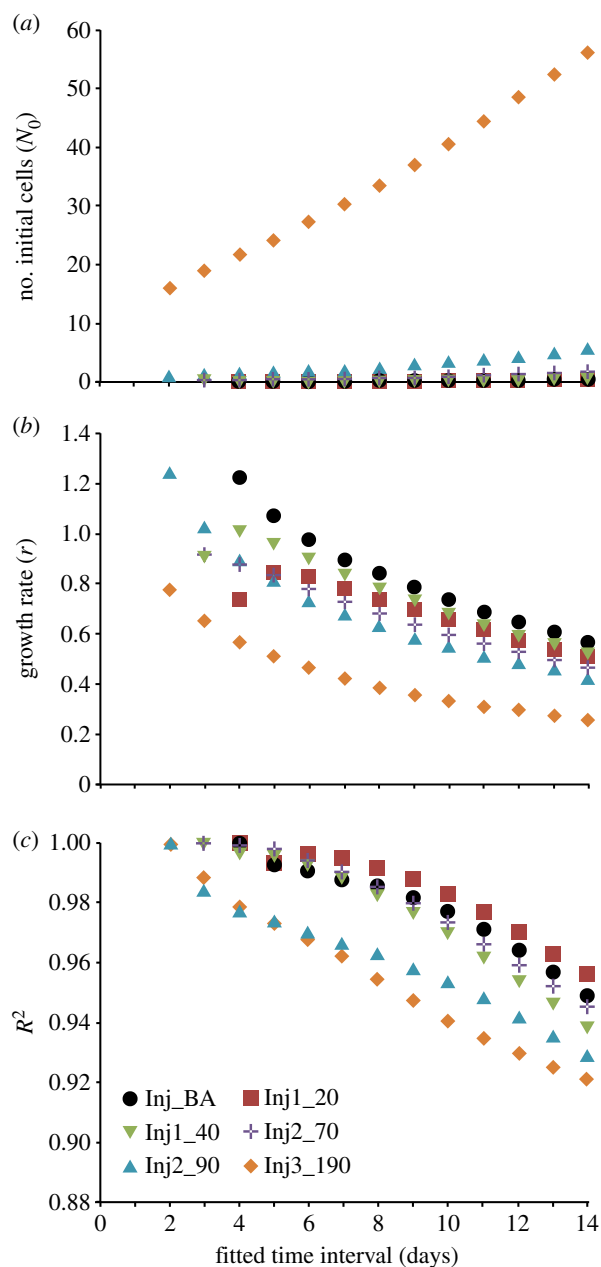 (a)
60
50
40
30
20
10
0
no. initial cells (N0)
(b)
1.4
1.2
1.0
0.8
0.6
0.4
0.2
0
growth rate (r)
(c)
1.00
0.98
0.96
0.94
0.92
0.90
0.88
R2
Inj_BA Inj1_20
Inj1_40 Inj2_70
Inj2_90 Inj3_190
0 2 4 6 8 10 12 14
fitted time interval (days)